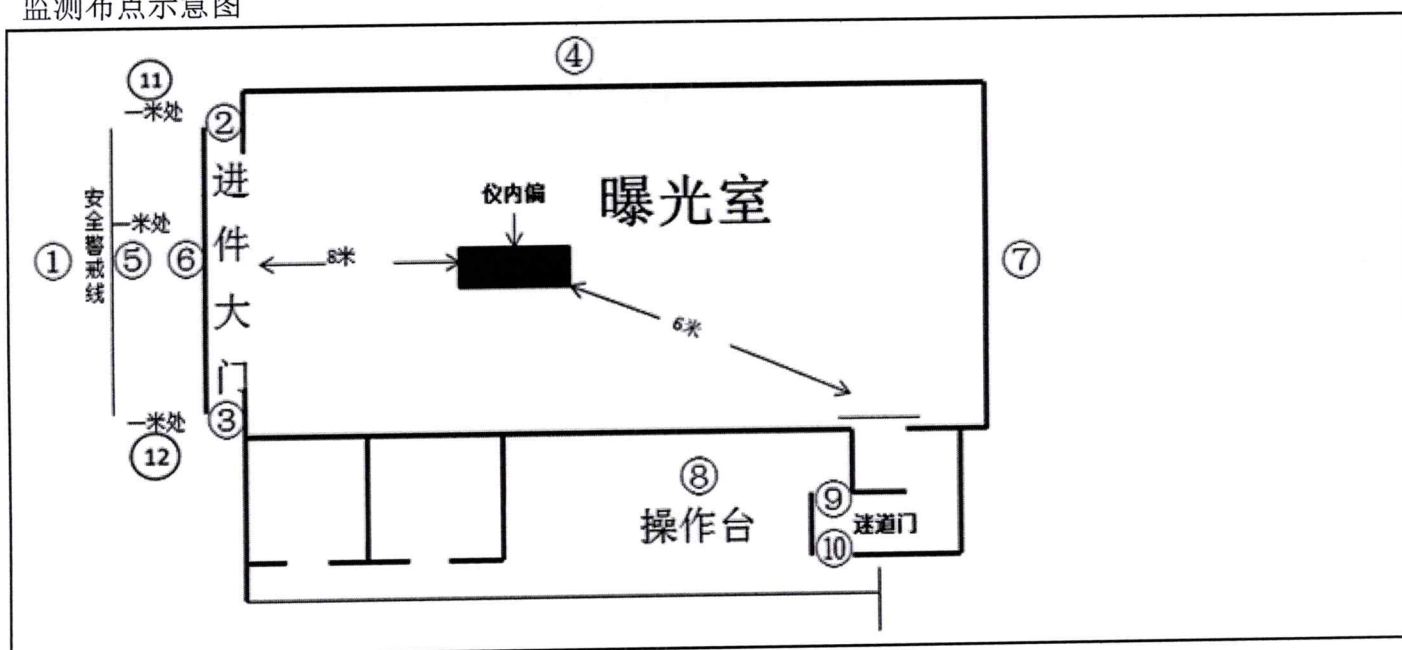 监测布点示意图
④
⑪
一米处
②
进件大门
仪内偏
曝光室
安全警戒线
一米处
①
⑤
⑥
8米
⑦
6米
③
一米处
⑫
⑧
操作台
⑨
迷道门
⑩